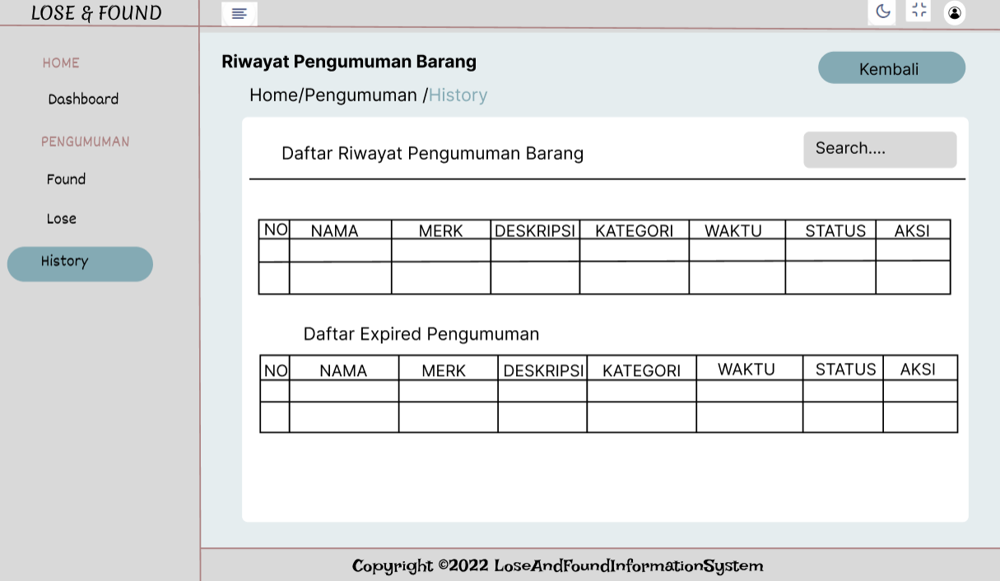 LOSE & FOUND
HOME
Dashboard
PENGUMUMAN
Found
Lose
History
Riwayat Pengumuman Barang
Kembali
Home/Pengumuman /History
Daftar Riwayat Pengumuman Barang
Search....
NO NAMA MERK DESKRIPSI KATEGORI WAKTU STATUS AKSI
Daftar Expired Pengumuman
NO NAMA MERK DESKRIPSI KATEGORI WAKTU STATUS AKSI
Copyright ©2022 LoseAndFoundInformationSystem